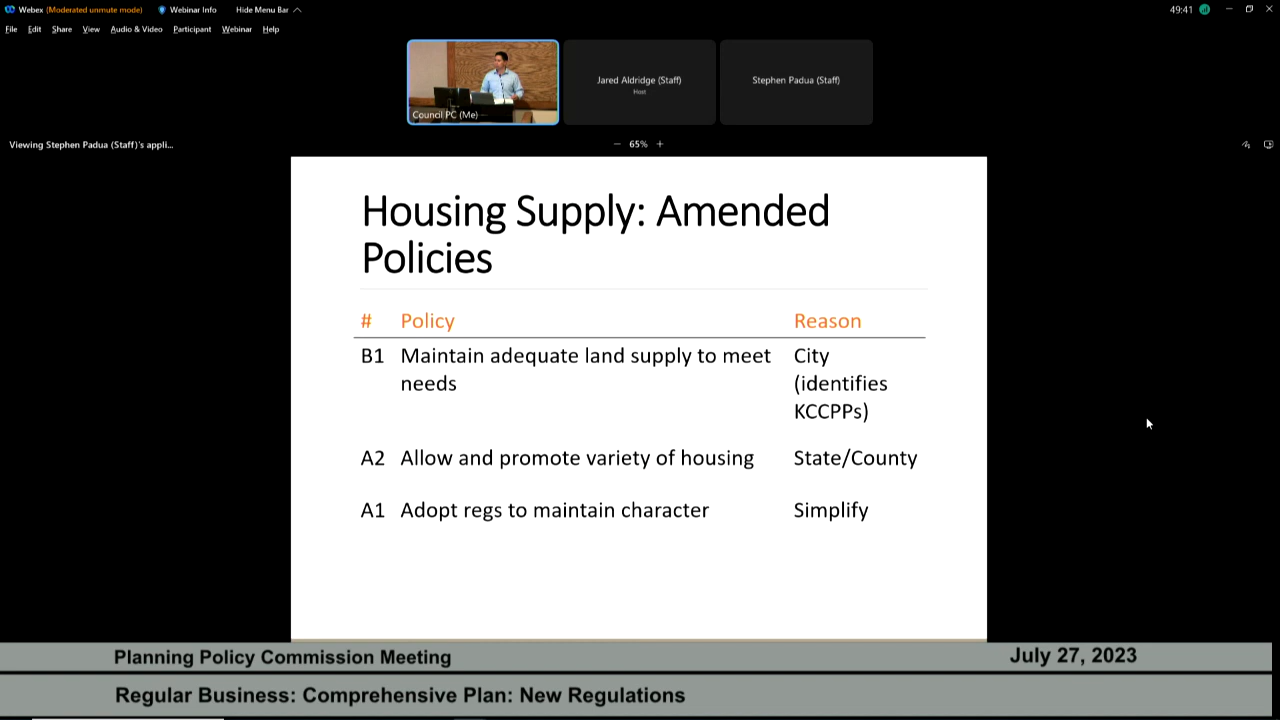 Webex (Moderated unmute mode) Webinar Info Hide Menu Bar 49:41
File Edit Share View Audio & Video Participant Webinar Help
Jared Aldridge (Staff)
Host
Stephen Padua (Staff)
Council PC (Me)
Viewing Stephen Padua (Staff)'s appli...
− 65% +
Housing Supply: Amended
Policies
# Policy Reason
B1 Maintain adequate land supply to meet City
needs (identifies
KCCPPs)
A2 Allow and promote variety of housing State/County
A1 Adopt regs to maintain character Simplify
Planning Policy Commission Meeting July 27, 2023
Regular Business: Comprehensive Plan: New Regulations